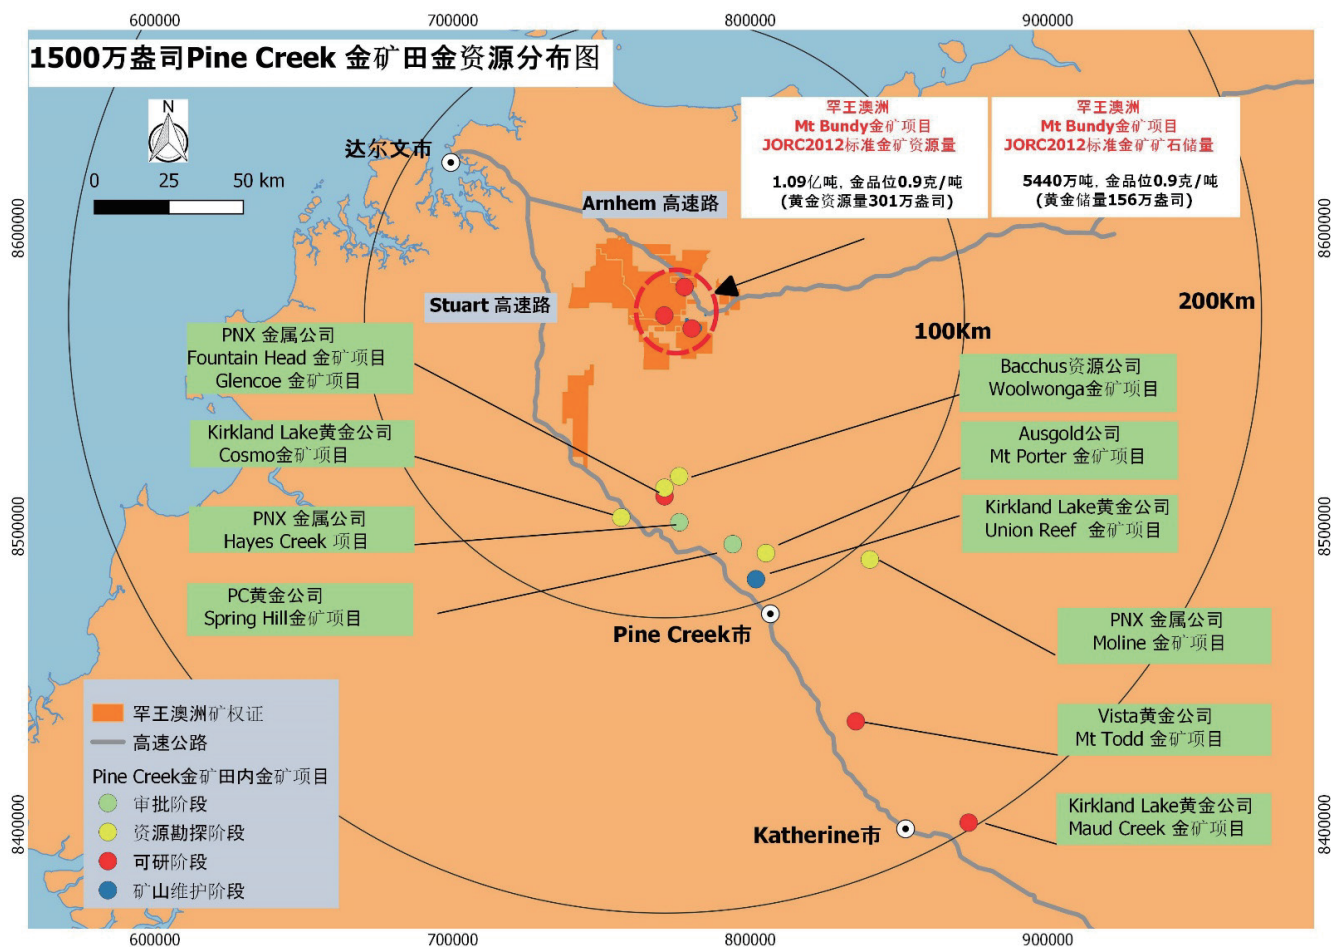 600000
700000
800000
900000
1500万盎司Pine Creek 金矿田金资源分布图
N
0 25 50 km
达尔文市
罕王澳洲
Mt Bundy金矿项目
JORC2012标准金矿资源量
1.09亿吨, 金品位0.9克/吨
(黄金资源量301万盎司)
罕王澳洲
Mt Bundy金矿项目
JORC2012标准金矿矿石储量
5440万吨, 金品位0.9克/吨
(黄金储量156万盎司)
8600000
8600000
Arnhem 高速路
Stuart 高速路
200Km
100Km
PNX 金属公司
Fountain Head 金矿项目
Glencoe 金矿项目
Bacchus资源公司
Woolwonga金矿项目
Kirkland Lake黄金公司
Cosmo金矿项目
Ausgold公司
Mt Porter 金矿项目
PNX 金属公司
Hayes Creek 项目
Kirkland Lake黄金公司
Union Reef 金矿项目
8500000
8500000
PC黄金公司
Spring Hill金矿项目
Pine Creek市
PNX 金属公司
Moline 金矿项目
罕王澳洲矿权证
高速公路
Pine Creek金矿田内金矿项目
审批阶段
资源勘探阶段
可研阶段
矿山维护阶段
Vista黄金公司
Mt Todd 金矿项目
Katherine市
Kirkland Lake黄金公司
Maud Creek 金矿项目
8400000
8400000
600000
700000
800000
900000